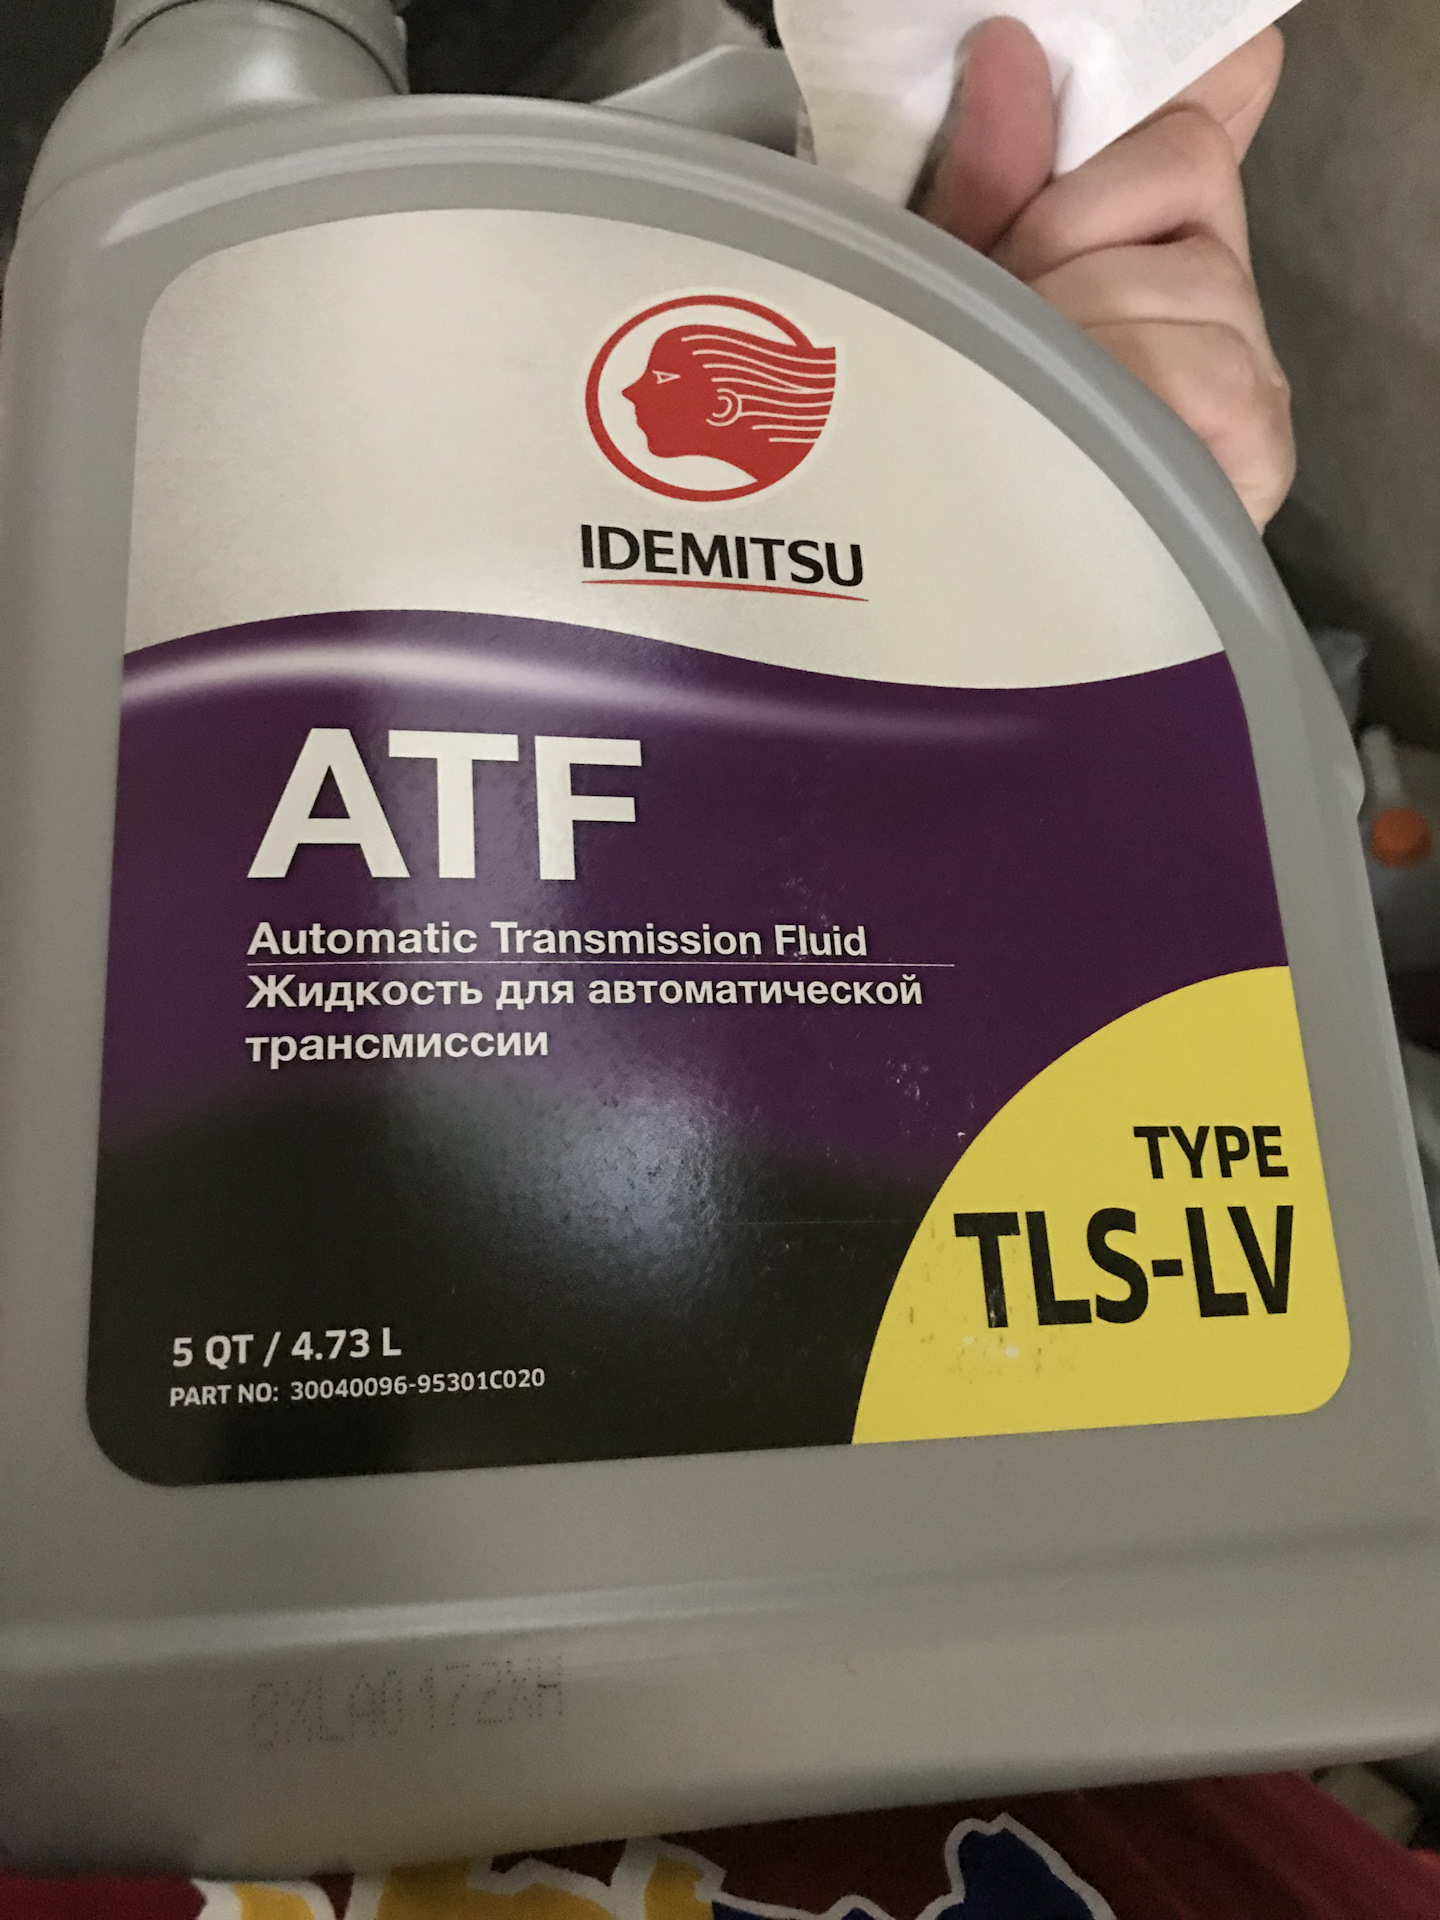 IDEMITSU
ATF
Automatic Transmission Fluid
Жидкость для автоматической
трансмиссии
TYPE
TLS-LV
5 QT / 4.73 L
PART NO: 30040096-95301C020